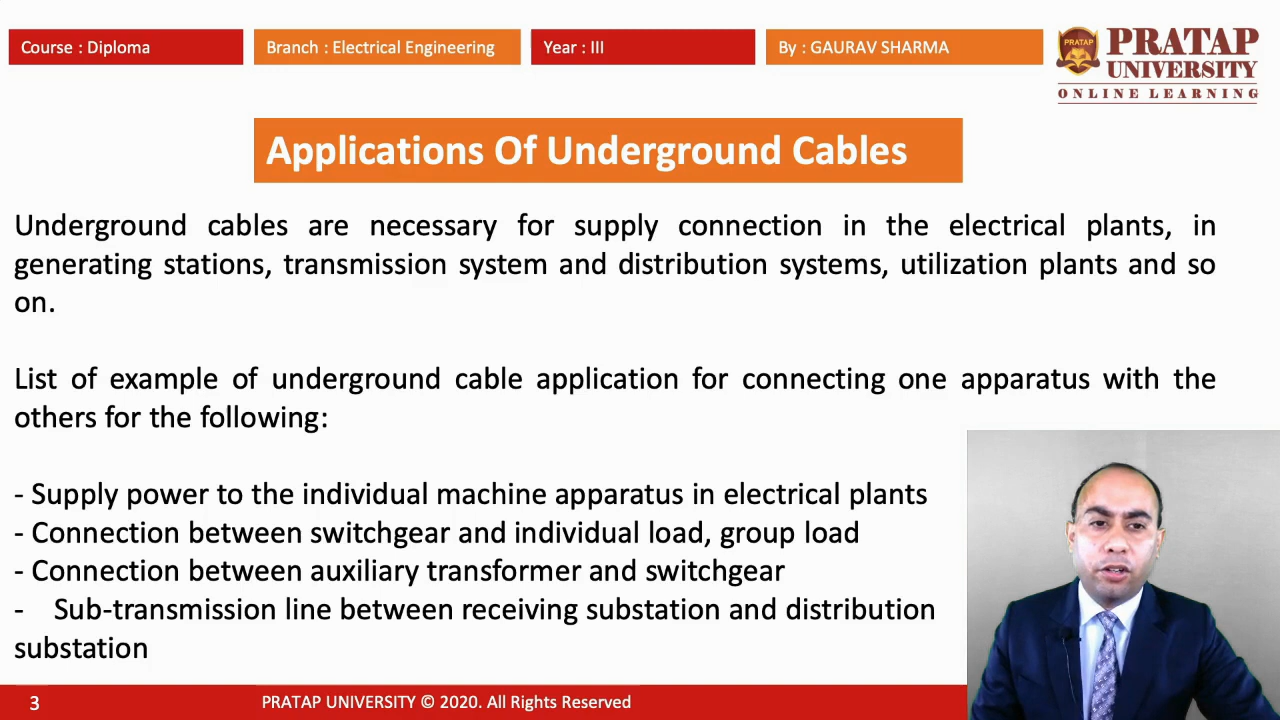 Course : Diploma
Branch : Electrical Engineering
Year : III
By : GAURAV SHARMA
PRATAP
PRATAP
UNIVERSITY
ONLINE LEARNING
Applications Of Underground Cables
Underground cables are necessary for supply connection in the electrical plants, in
generating stations, transmission system and distribution systems, utilization plants and so
on.
List of example of underground cable application for connecting one apparatus with the
others for the following:
- Supply power to the individual machine apparatus in electrical plants
- Connection between switchgear and individual load, group load
- Connection between auxiliary transformer and switchgear
- Sub-transmission line between receiving substation and distribution
substation
3
PRATAP UNIVERSITY © 2020. All Rights Reserved